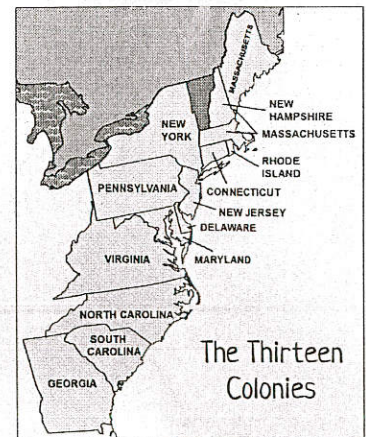 MASSACHUSETTS
NEW
HAMPSHIRE
MASSACHUSETTS
NEW
YORK
RHODE
ISLAND
CONNECTICUT
PENNSYLVANIA
NEW JERSEY
DELAWARE
MARYLAND
VIRGINIA
NORTH CAROLINA
SOUTH
CAROLINA
GEORGIA
The Thirteen
Colonies